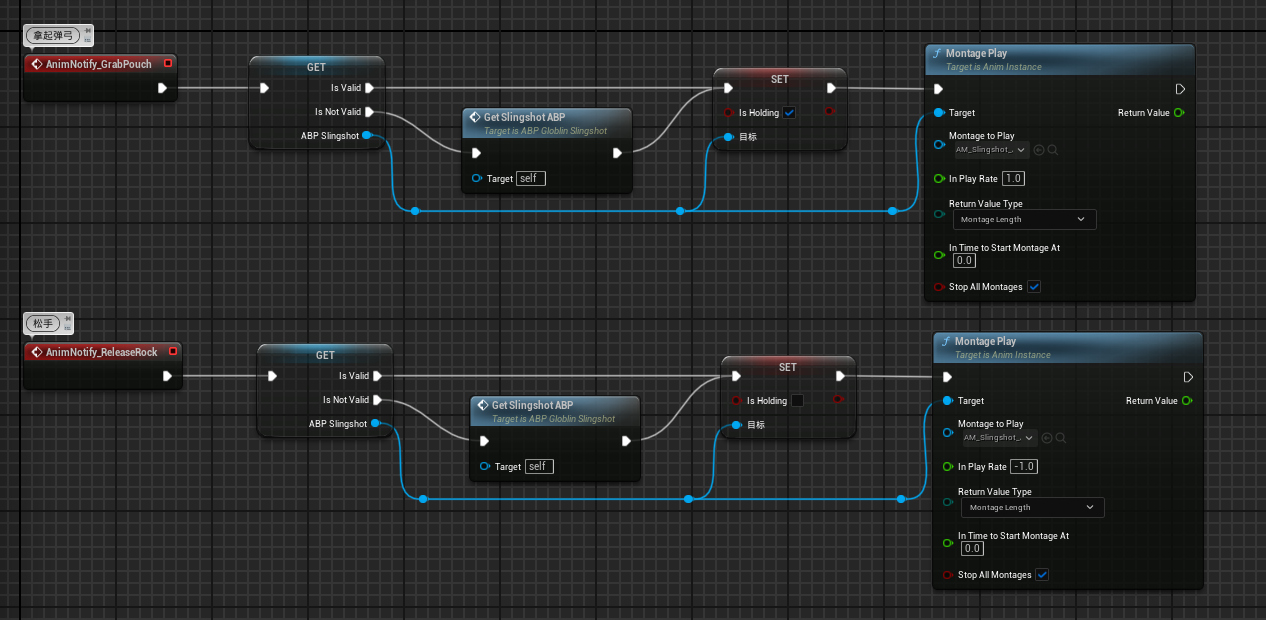 拿起弹弓
AnimNotify_GrabPouch
GET
Is Valid
Is Not Valid
ABP Slingshot
Get Slingshot ABP
Target is ABP Globlin Slingshot
Target self
SET
Is Holding
目标
Montage Play
Target is Anim Instance
Target
Return Value
Montage to Play
AM_Slingshot_
In Play Rate 1.0
Return Value Type
Montage Length
In Time to Start Montage At
0.0
Stop All Montages
松手
AnimNotify_ReleaseRock
GET
Is Valid
Is Not Valid
ABP Slingshot
Get Slingshot ABP
Target is ABP Globlin Slingshot
Target self
SET
Is Holding
目标
Montage Play
Target is Anim Instance
Target
Return Value
Montage to Play
AM_Slingshot_
In Play Rate -1.0
Return Value Type
Montage Length
In Time to Start Montage At
0.0
Stop All Montages